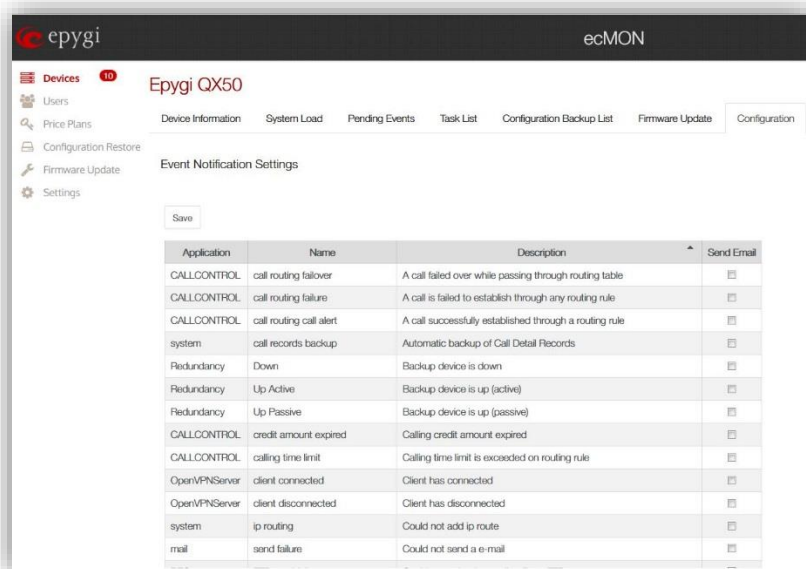 epygi ecMON
Devices 10
Users
Price Plans
Configuration Restore
Firmware Update
Settings
Epygi QX50
Device Information System Load Pending Events Task List Configuration Backup List Firmware Update Configuration
Event Notification Settings
Save
Application Name Description Send Email
CALLCONTROL call routing failover A call failed over while passing through routing table
CALLCONTROL call routing failure A call is failed to establish through any routing rule
CALLCONTROL call routing call alert A call successfully established through a routing rule
system call records backup Automatic backup of Call Detail Records
Redundancy Down Backup device is down
Redundancy Up Active Backup device is up (active)
Redundancy Up Passive Backup device is up (passive)
CALLCONTROL credit amount expired Calling credit amount expired
CALLCONTROL calling time limit Calling time limit is exceeded on routing rule
OpenVPNServer client connected Client has connected
OpenVPNServer client disconnected Client has disconnected
system ip routing Could not add ip route
mail send failure Could not send a e-mail